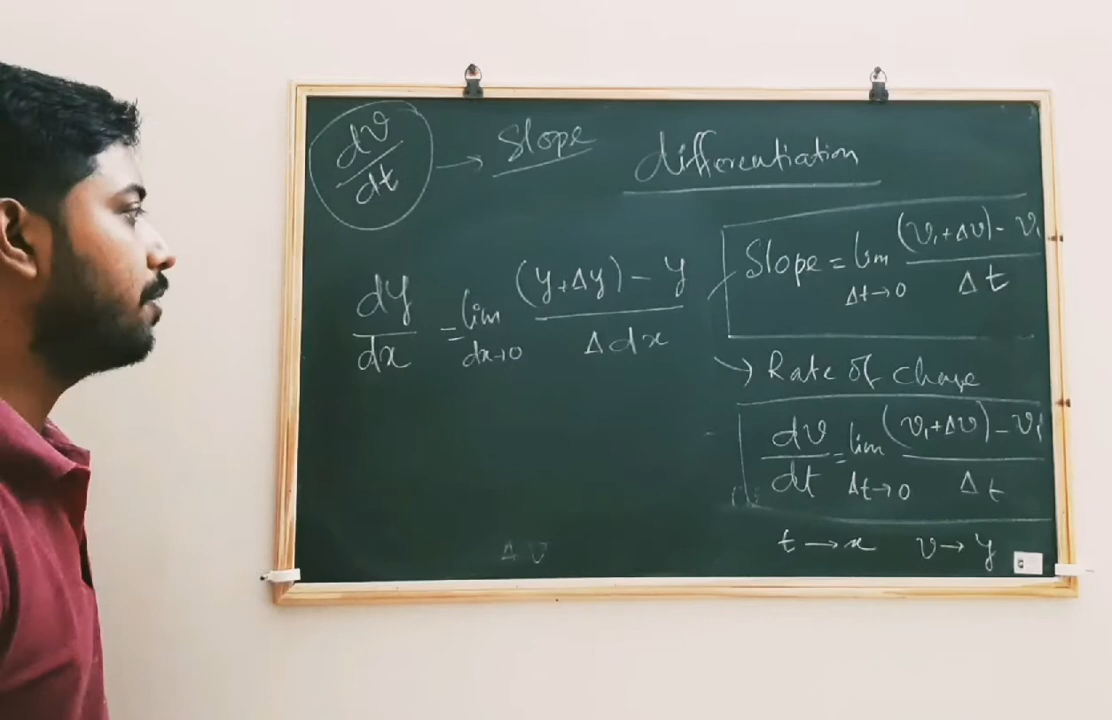 dv/dt → Slope
differentiation
dy/dx = lim dx→0 (y+Δy) - y / Δdx
Slope = lim Δt→0 (v₁+Δv) - v₁ / Δt
→ Rate of change
dv/dt = lim Δt→0 (v₁+Δv) - v₁ / Δt
t → x v → y
Δv